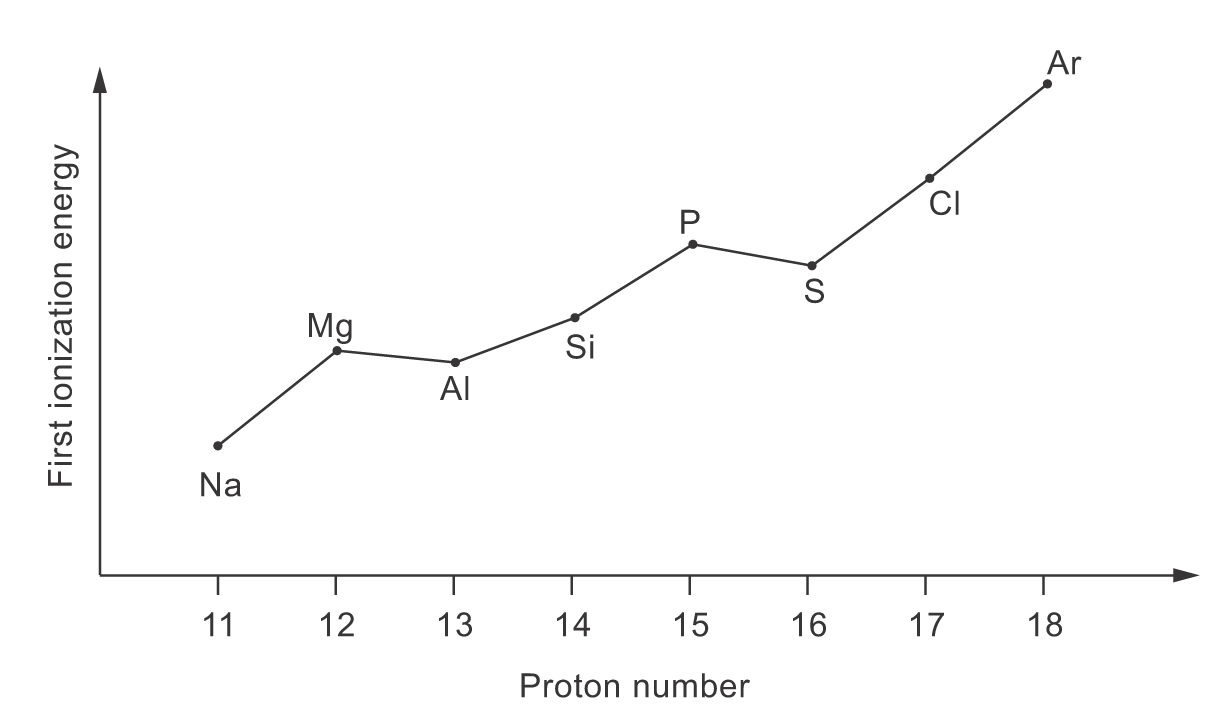 First ionization energy
Ar
Cl
P
S
Si
Mg
Al
Na
11 12 13 14 15 16 17 18
Proton number